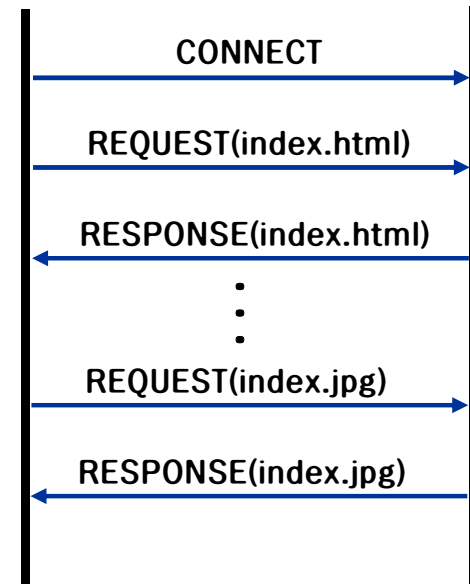 CONNECT
REQUEST(index.html)
RESPONSE(index.html)
REQUEST(index.jpg)
RESPONSE(index.jpg)